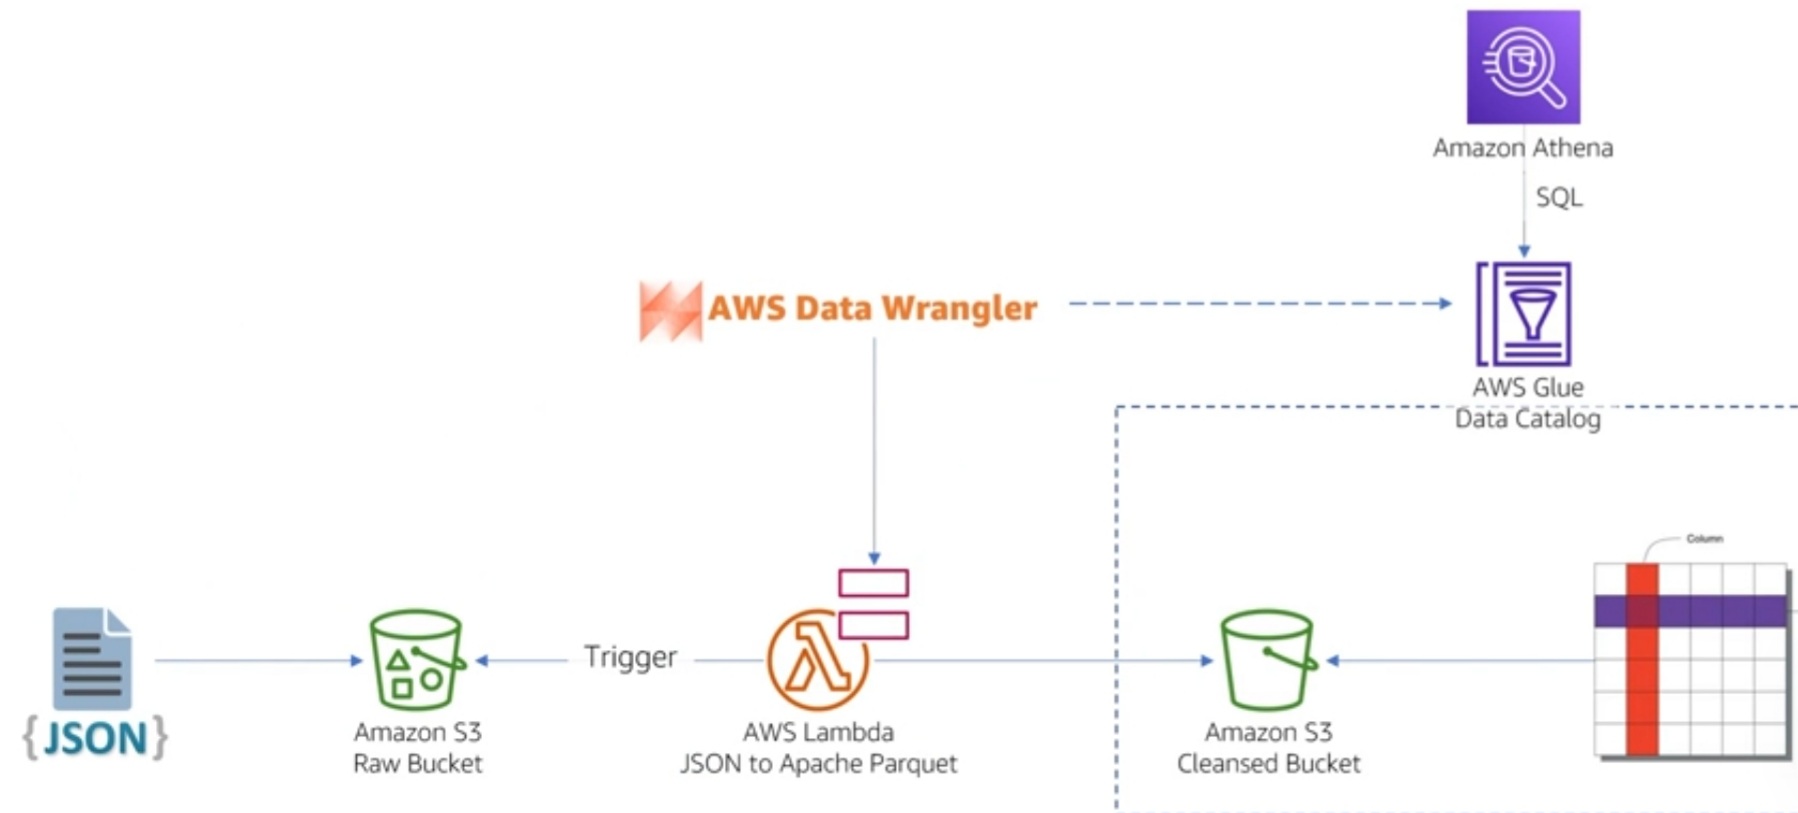 Amazon Athena
SQL
AWS Data Wrangler
AWS Glue
Data Catalog
Column
{JSON}
Amazon S3
Raw Bucket
Trigger
AWS Lambda
JSON to Apache Parquet
Amazon S3
Cleansed Bucket